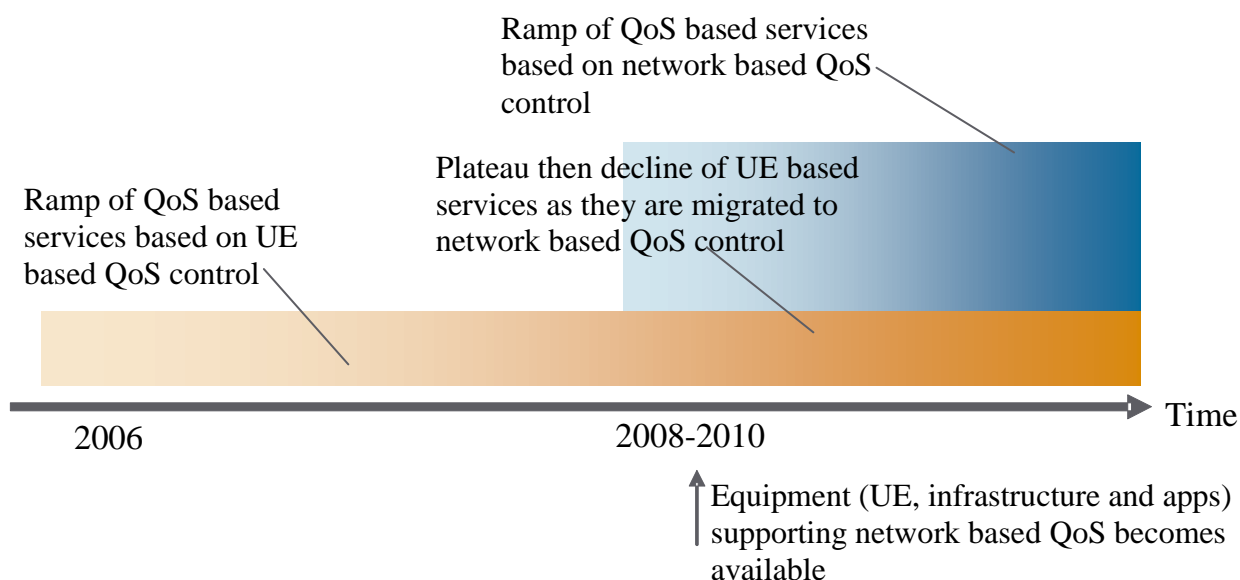 Ramp of QoS based services
based on network based QoS
control
Plateau then decline of UE based
services as they are migrated to
network based QoS control
Ramp of QoS based
services based on UE
based QoS control
Time
2006
2008-2010
Equipment (UE, infrastructure and apps)
supporting network based QoS becomes
available